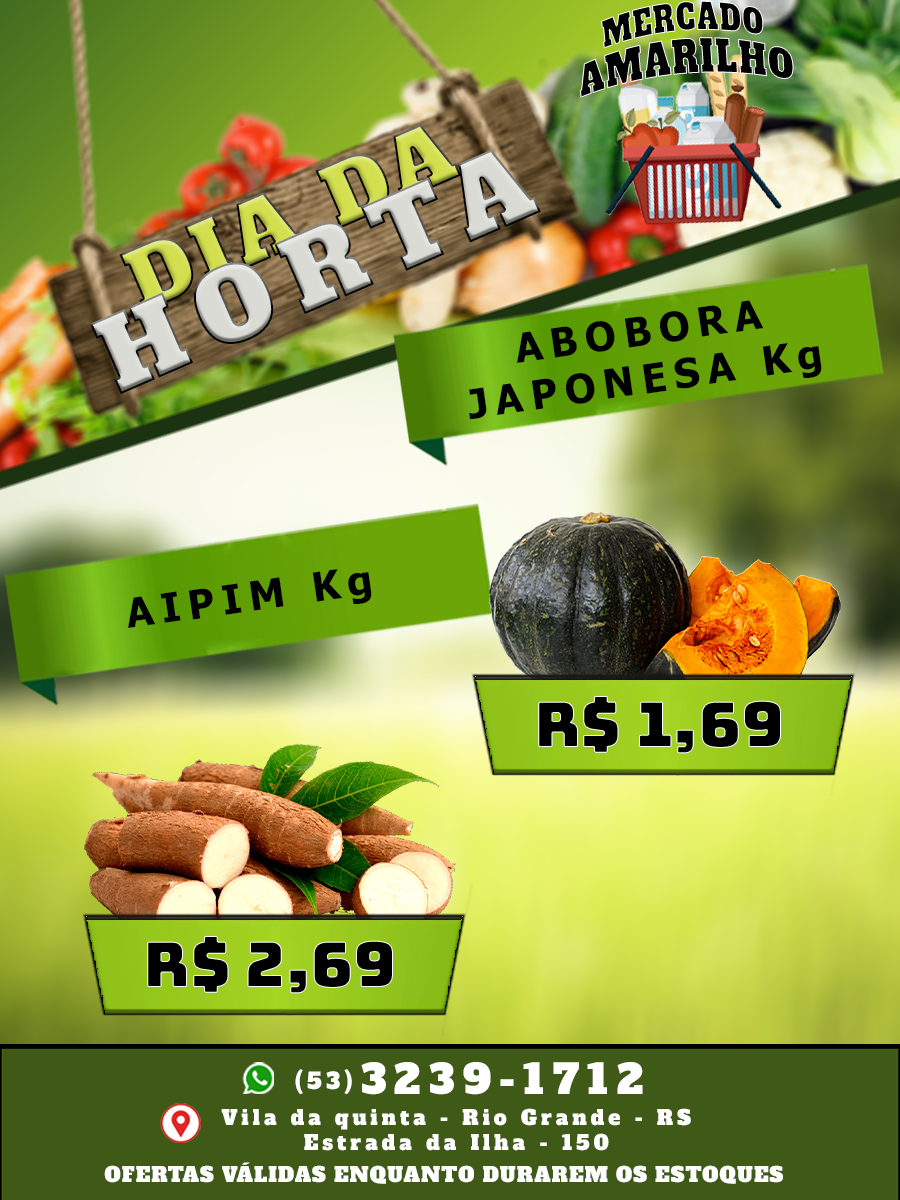 MERCADO
AMARILHO
DIA DA
HORTA
ABOBORA
JAPONESA Kg
AIPIM Kg
R$ 1,69
R$ 2,69
(53) 3239-1712
Vila da quinta - Rio Grande - RS
Estrada da Ilha - 150
OFERTAS VÁLIDAS ENQUANTO DURAREM OS ESTOQUES